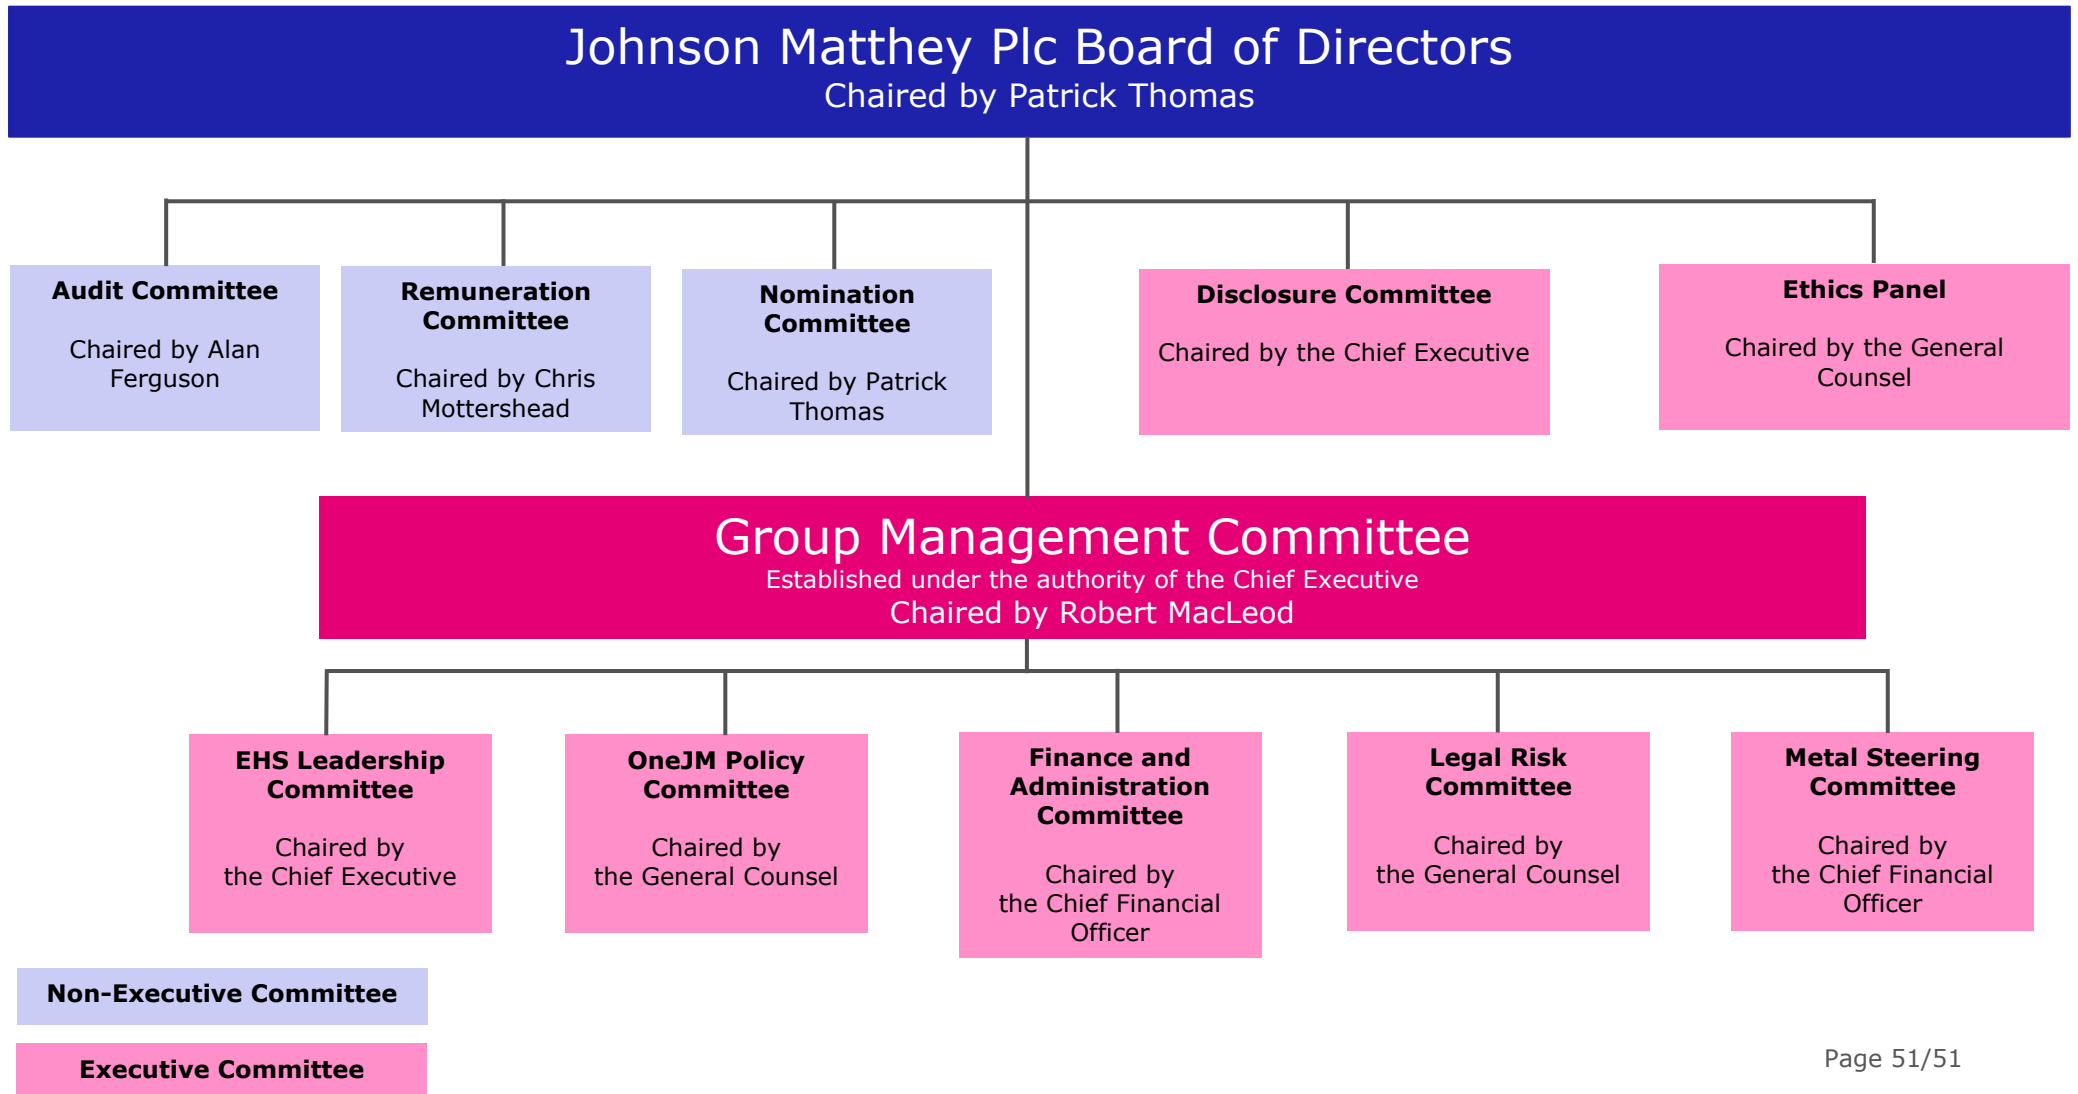 Johnson Matthey Plc Board of Directors
Chaired by Patrick Thomas
Audit Committee
Chaired by Alan
Ferguson
Remuneration
Committee
Chaired by Chris
Mottershead
Nomination
Committee
Chaired by Patrick
Thomas
Disclosure Committee
Chaired by the Chief Executive
Ethics Panel
Chaired by the General
Counsel
Group Management Committee
Established under the authority of the Chief Executive
Chaired by Robert MacLeod
EHS Leadership
Committee
Chaired by
the Chief Executive
OneJM Policy
Committee
Chaired by
the General Counsel
Finance and
Administration
Committee
Chaired by
the Chief Financial
Officer
Legal Risk
Committee
Chaired by
the General Counsel
Metal Steering
Committee
Chaired by
the Chief Financial
Officer
Non-Executive Committee
Executive Committee
Page 51/51